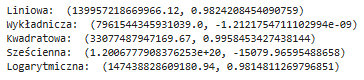 Liniowa:  (139957218669966.12, 0.9824208454090759)
Wykładnicza:  (7961544345931039.0, -1.2121754711102994e-09)
Kwadratowa:  (33077487947169.67, 0.9958453427438144)
Sześcienna:  (1.2006777908376253e+20, -15079.96595488658)
Logarytmiczna:  (147438828609180.94, 0.9814811269796851)